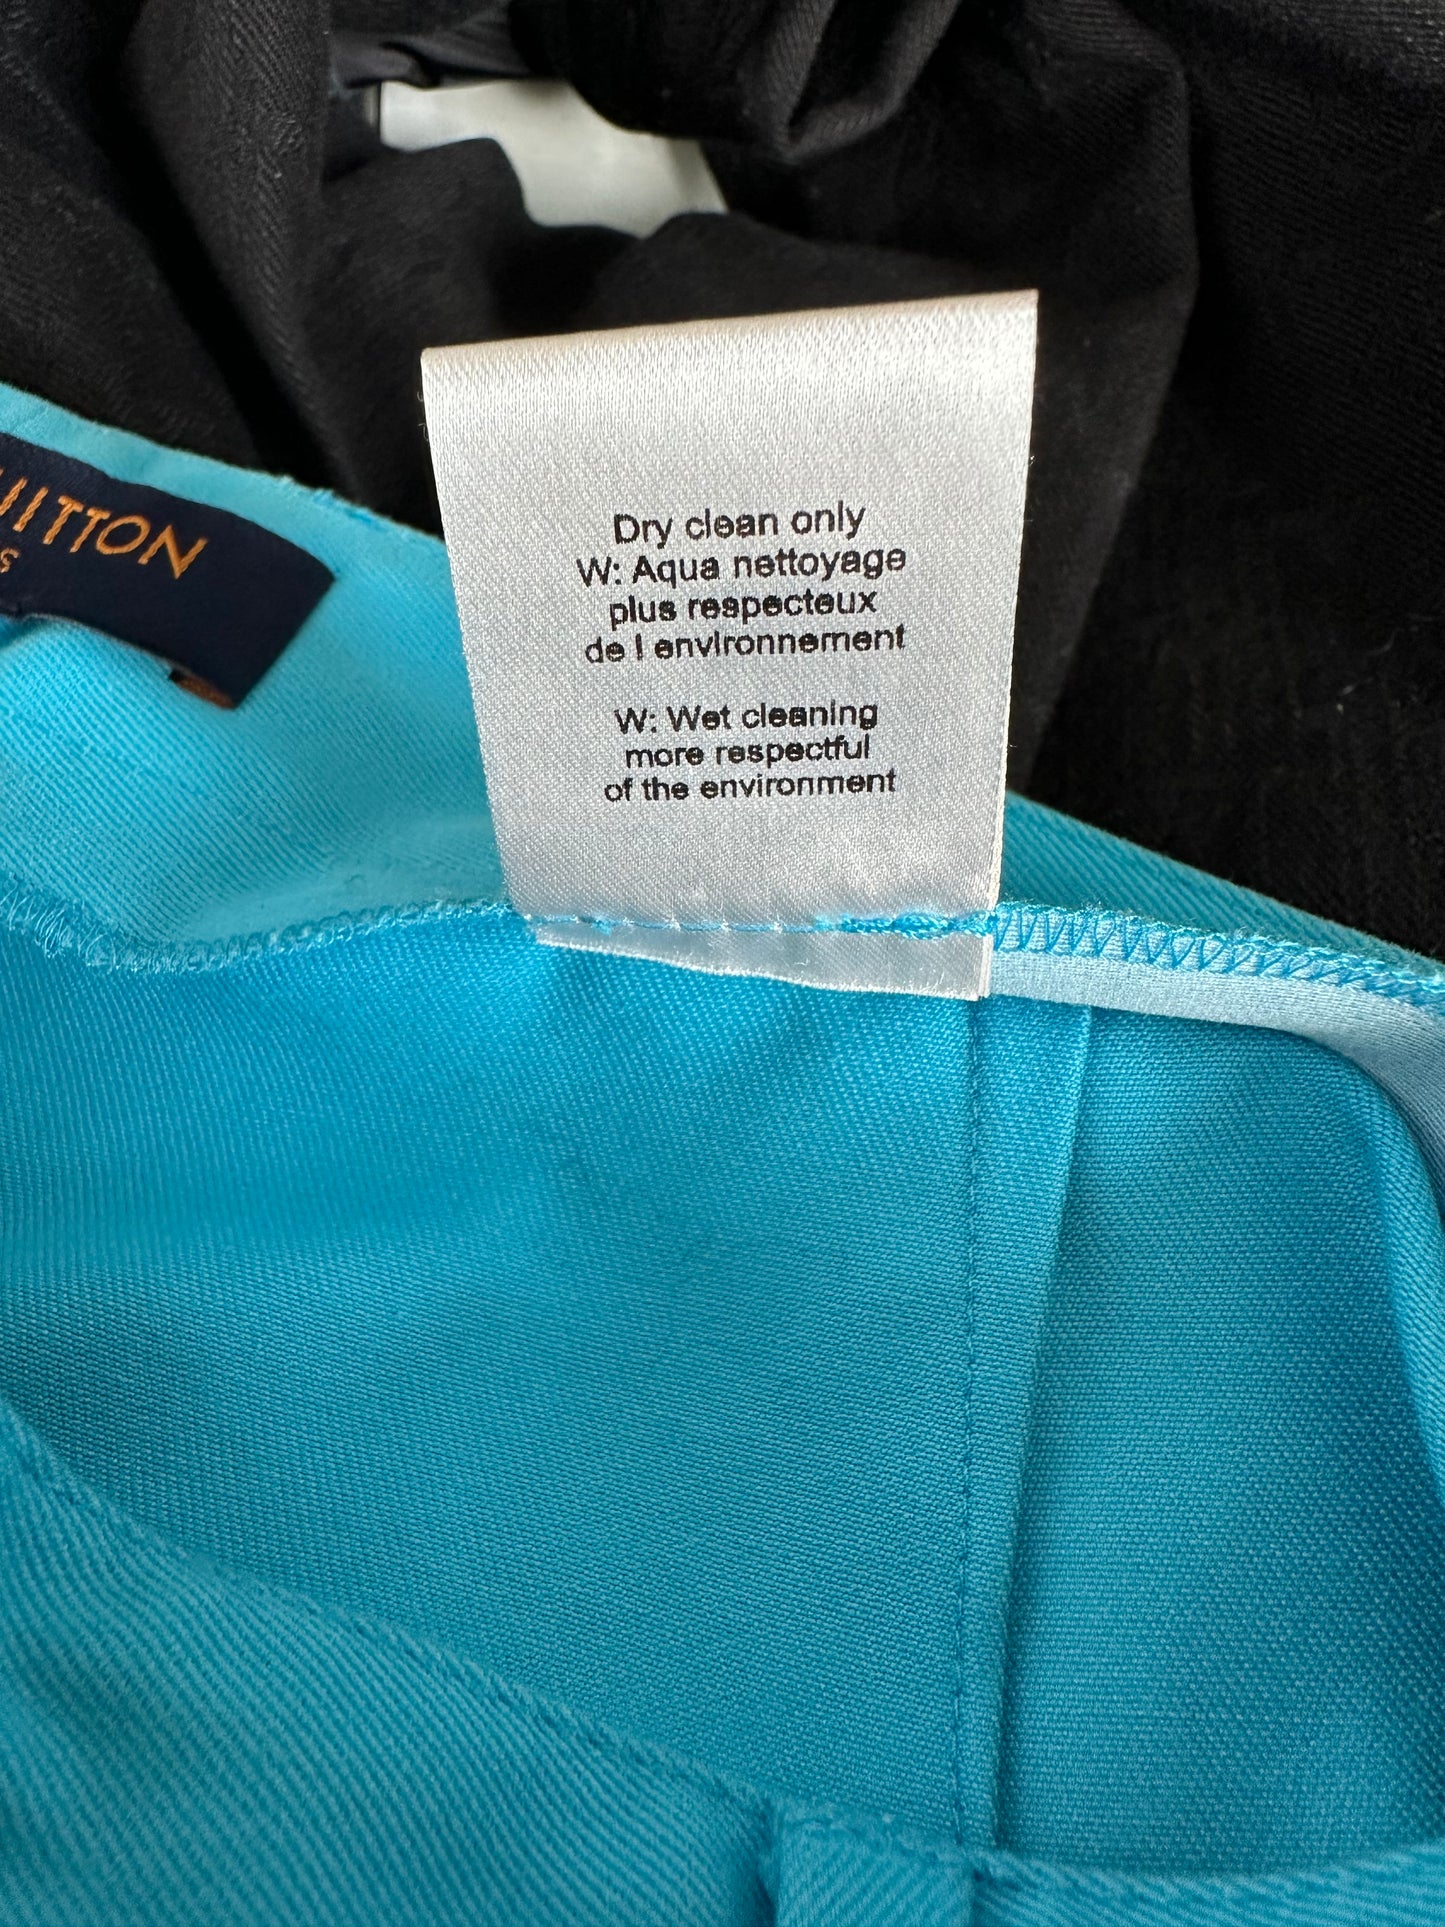 UITTON
S
Dry clean only
W: Aqua nettoyage
plus respecteux
de l environnement
W: Wet cleaning
more respectful
of the environment